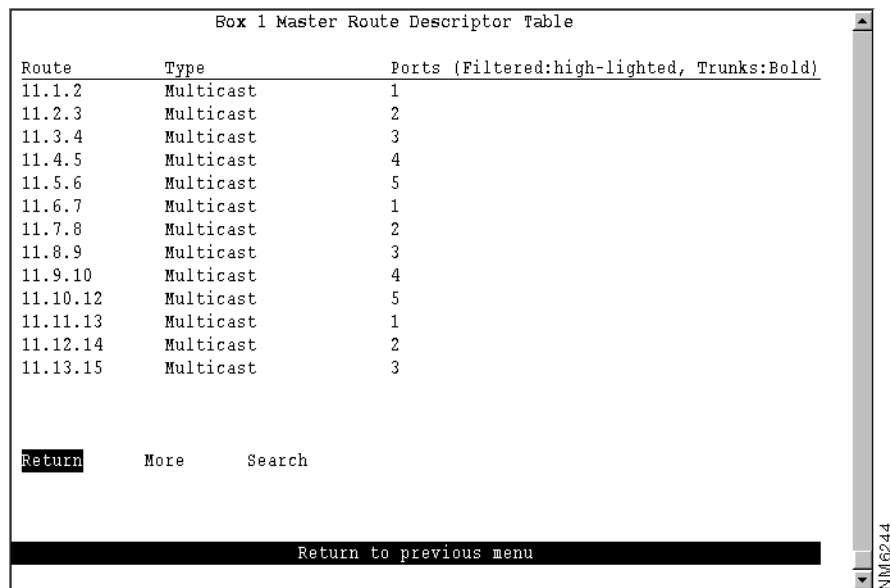 Box 1 Master Route Descriptor Table
Route Type Ports (Filtered:high-lighted, Trunks:Bold)
11.1.2 Multicast 1
11.2.3 Multicast 2
11.3.4 Multicast 3
11.4.5 Multicast 4
11.5.6 Multicast 5
11.6.7 Multicast 1
11.7.8 Multicast 2
11.8.9 Multicast 3
11.9.10 Multicast 4
11.10.12 Multicast 5
11.11.13 Multicast 1
11.12.14 Multicast 2
11.13.15 Multicast 3
Return More Search
Return to previous menu
NM6244